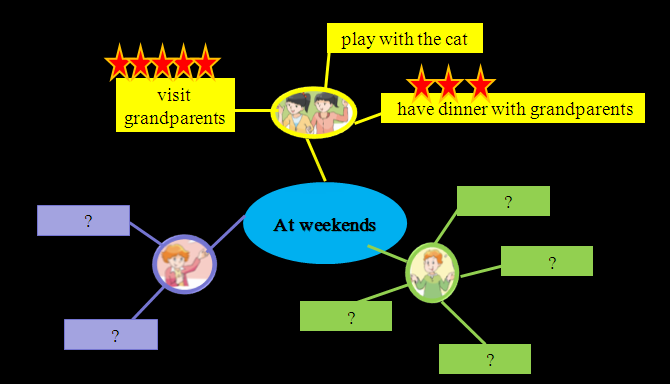 play with the cat
visit
grandparents
have dinner with grandparents
At weekends
?
?
?
?
?
?